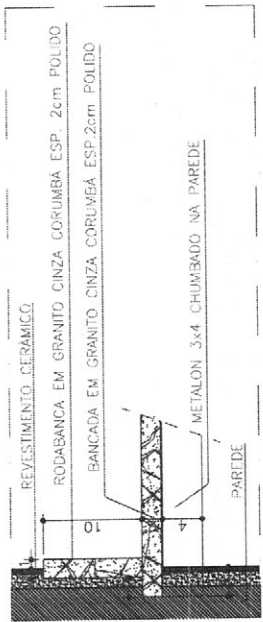 REVESTIMENTO CERÂMICO
RODABANCA EM GRANITO CINZA CORUMBÁ ESP. 2cm POLIDO
BANCADA EM GRANITO CINZA CORUMBÁ ESP.2cm POLIDO
10
4
METALON 3x4 CHUMBADO NA PAREDE
PAREDE